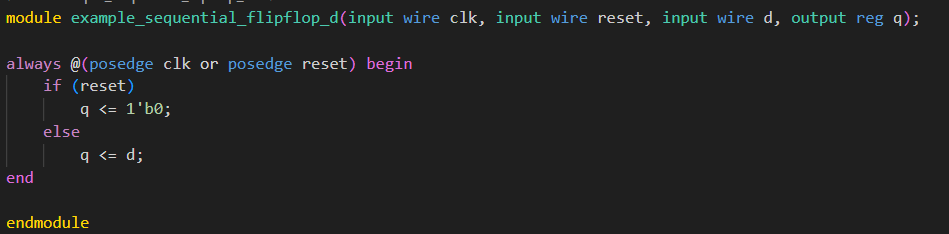 module example_sequential_flipflop_d(input wire clk, input wire reset, input wire d, output reg q);
always @(posedge clk or posedge reset) begin
if (reset)
q <= 1'b0;
else
q <= d;
end
endmodule